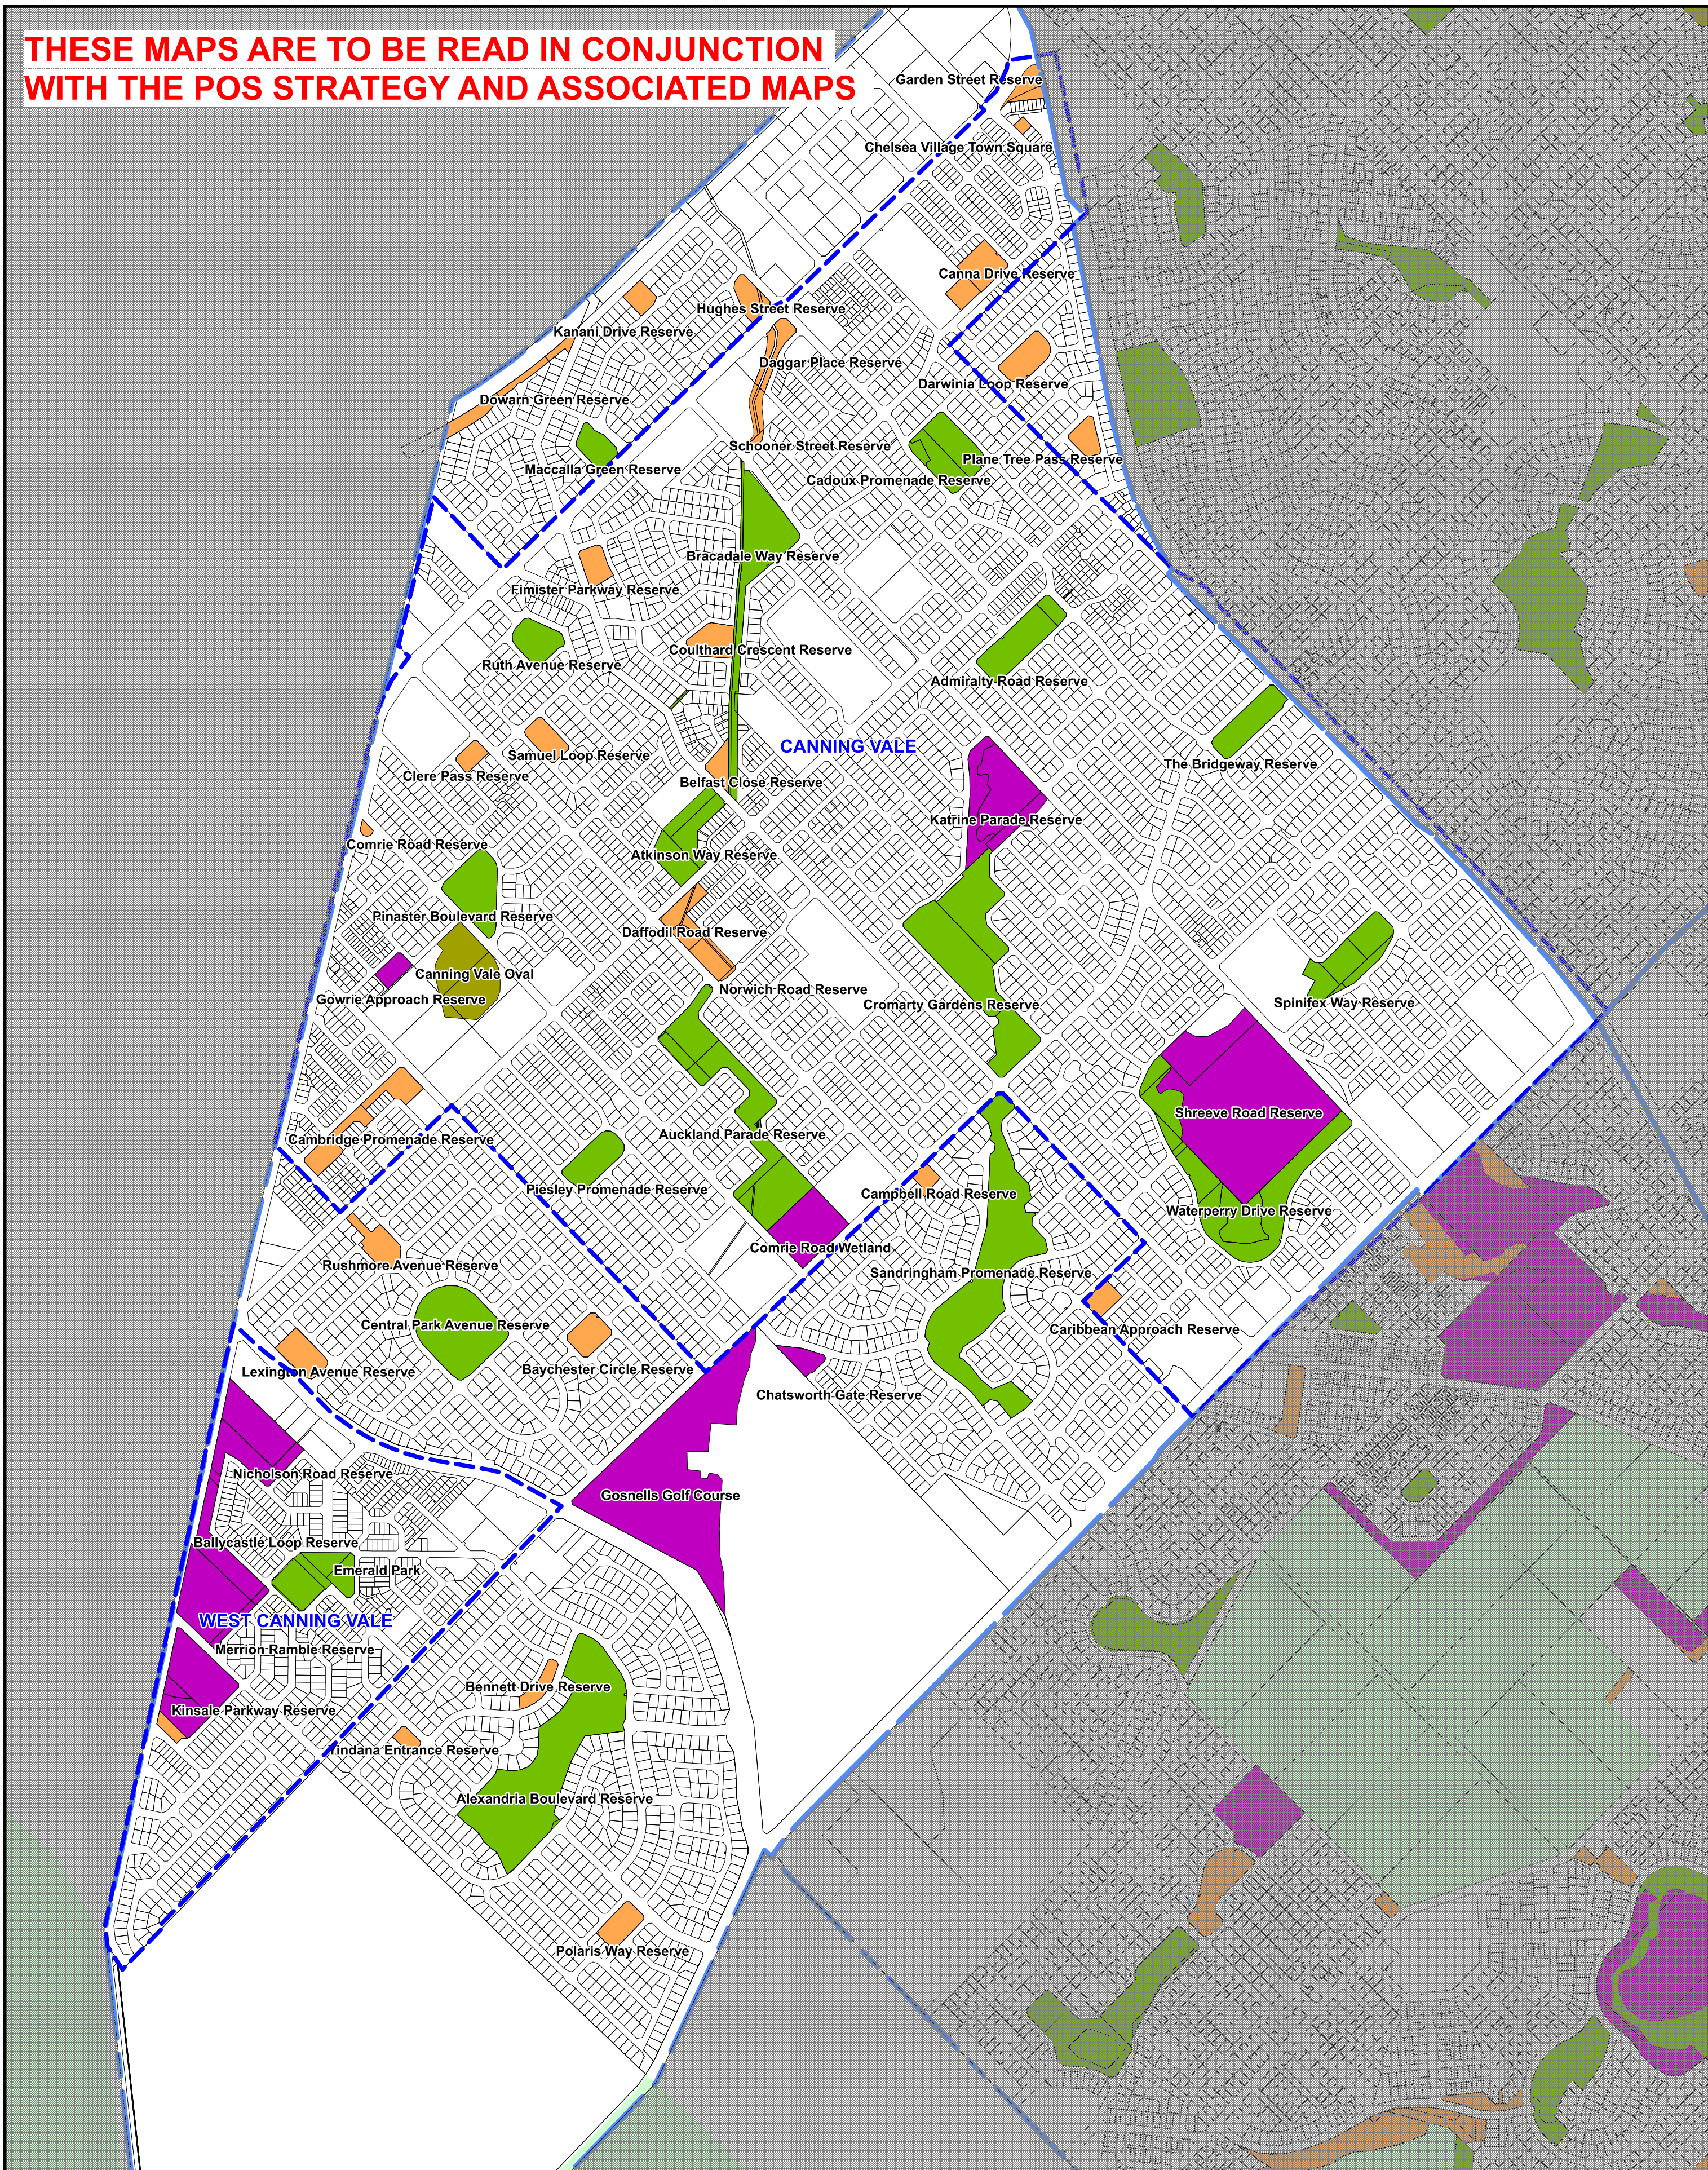 THESE MAPS ARE TO BE READ IN CONJUNCTION
WITH THE POS STRATEGY AND ASSOCIATED MAPS
Garden Street Reserve
Chelsea Village Town Square
Canna Drive Reserve
Hughes Street Reserve
Kanani Drive Reserve
Daggar Place Reserve
Darwinia Loop Reserve
Dowarn Green Reserve
Schooner Street Reserve
Plane Tree Pass Reserve
Maccalla Green Reserve
Cadoux Promenade Reserve
Bracadale Way Reserve
Fimister Parkway Reserve
Coulthard Crescent Reserve
Ruth Avenue Reserve
Admiralty Road Reserve
CANNING VALE
Samuel Loop Reserve
The Bridgeway Reserve
Clere Pass Reserve
Belfast Close Reserve
Katrine Parade Reserve
Comrie Road Reserve
Atkinson Way Reserve
Pinaster Boulevard Reserve
Daffodil Road Reserve
Canning Vale Oval
Norwich Road Reserve
Gowrie Approach Reserve
Cromarty Gardens Reserve
Spinifex Way Reserve
Shreeve Road Reserve
Auckland Parade Reserve
Cambridge Promenade Reserve
Piesley Promenade Reserve
Campbell Road Reserve
Waterperry Drive Reserve
Comrie Road Wetland
Rushmore Avenue Reserve
Sandringham Promenade Reserve
Central Park Avenue Reserve
Caribbean Approach Reserve
Lexington Avenue Reserve
Baychester Circle Reserve
Chatsworth Gate Reserve
Nicholson Road Reserve
Gosnells Golf Course
Ballycastle Loop Reserve
Emerald Park
WEST CANNING VALE
Merrion Ramble Reserve
Bennett Drive Reserve
Kinsale Parkway Reserve
Tindana Entrance Reserve
Alexandria Boulevard Reserve
Polaris Way Reserve